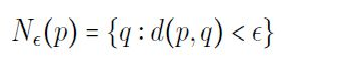 N_ϵ(p) = {q : d(p, q) < ϵ}